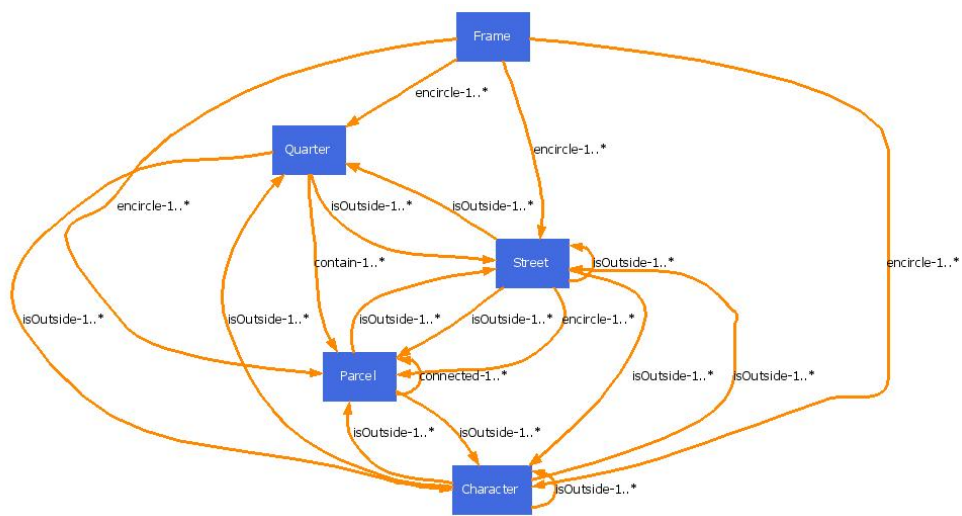 Frame
encircle-1..*
Quarter
encircle-1..*
encircle-1..*
isOutside-1..*
isOutside-1..*
contain-1..*
Street
isOutside-1..*
encircle-1..*
isOutside-1..*
isOutside-1..*
isOutside-1..*
isOutside-1..*
encircle-1..*
Parcel
connected-1..*
isOutside-1..*
isOutside-1..*
isOutside-1..*
isOutside-1..*
Character
isOutside-1..*